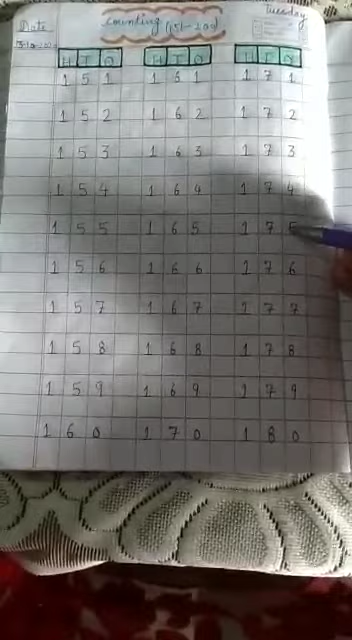 Date
Counting (151-200)
Tuesday
H T O H T O H T O
1 5 1 1 6 1 1 7 1
1 5 2 1 6 2 1 7 2
1 5 3 1 6 3 1 7 3
1 5 4 1 6 4 1 7 4
1 5 5 1 6 5 1 7 5
1 5 6 1 6 6 1 7 6
1 5 7 1 6 7 1 7 7
1 5 8 1 6 8 1 7 8
1 5 9 1 6 9 1 7 9
1 6 0 1 7 0 1 8 0